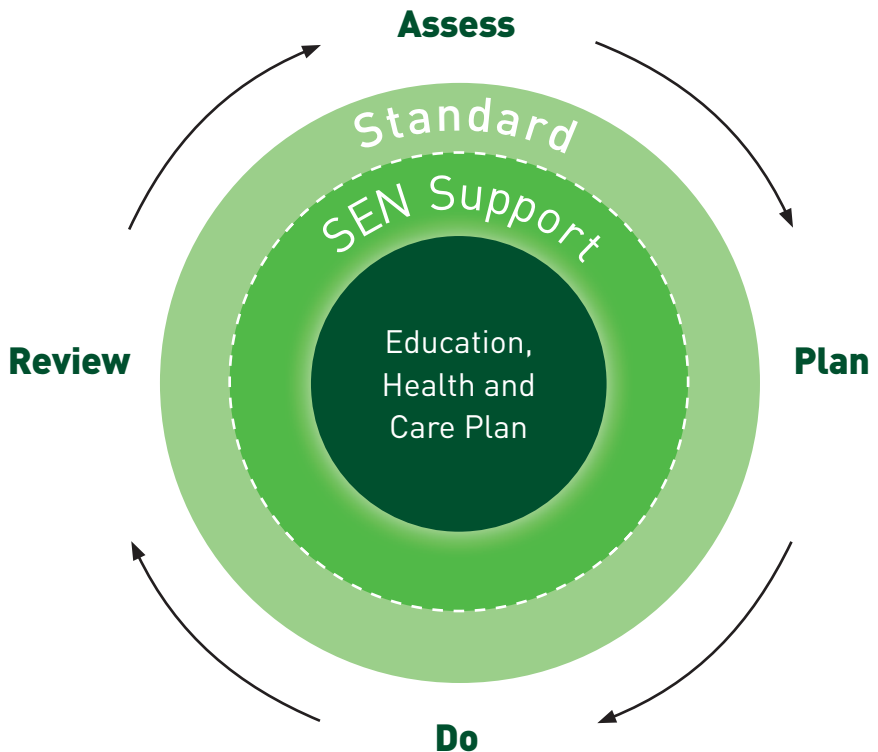 Assess
Standard
SEN Support
Review
Education,
Health and
Care Plan
Plan
Do